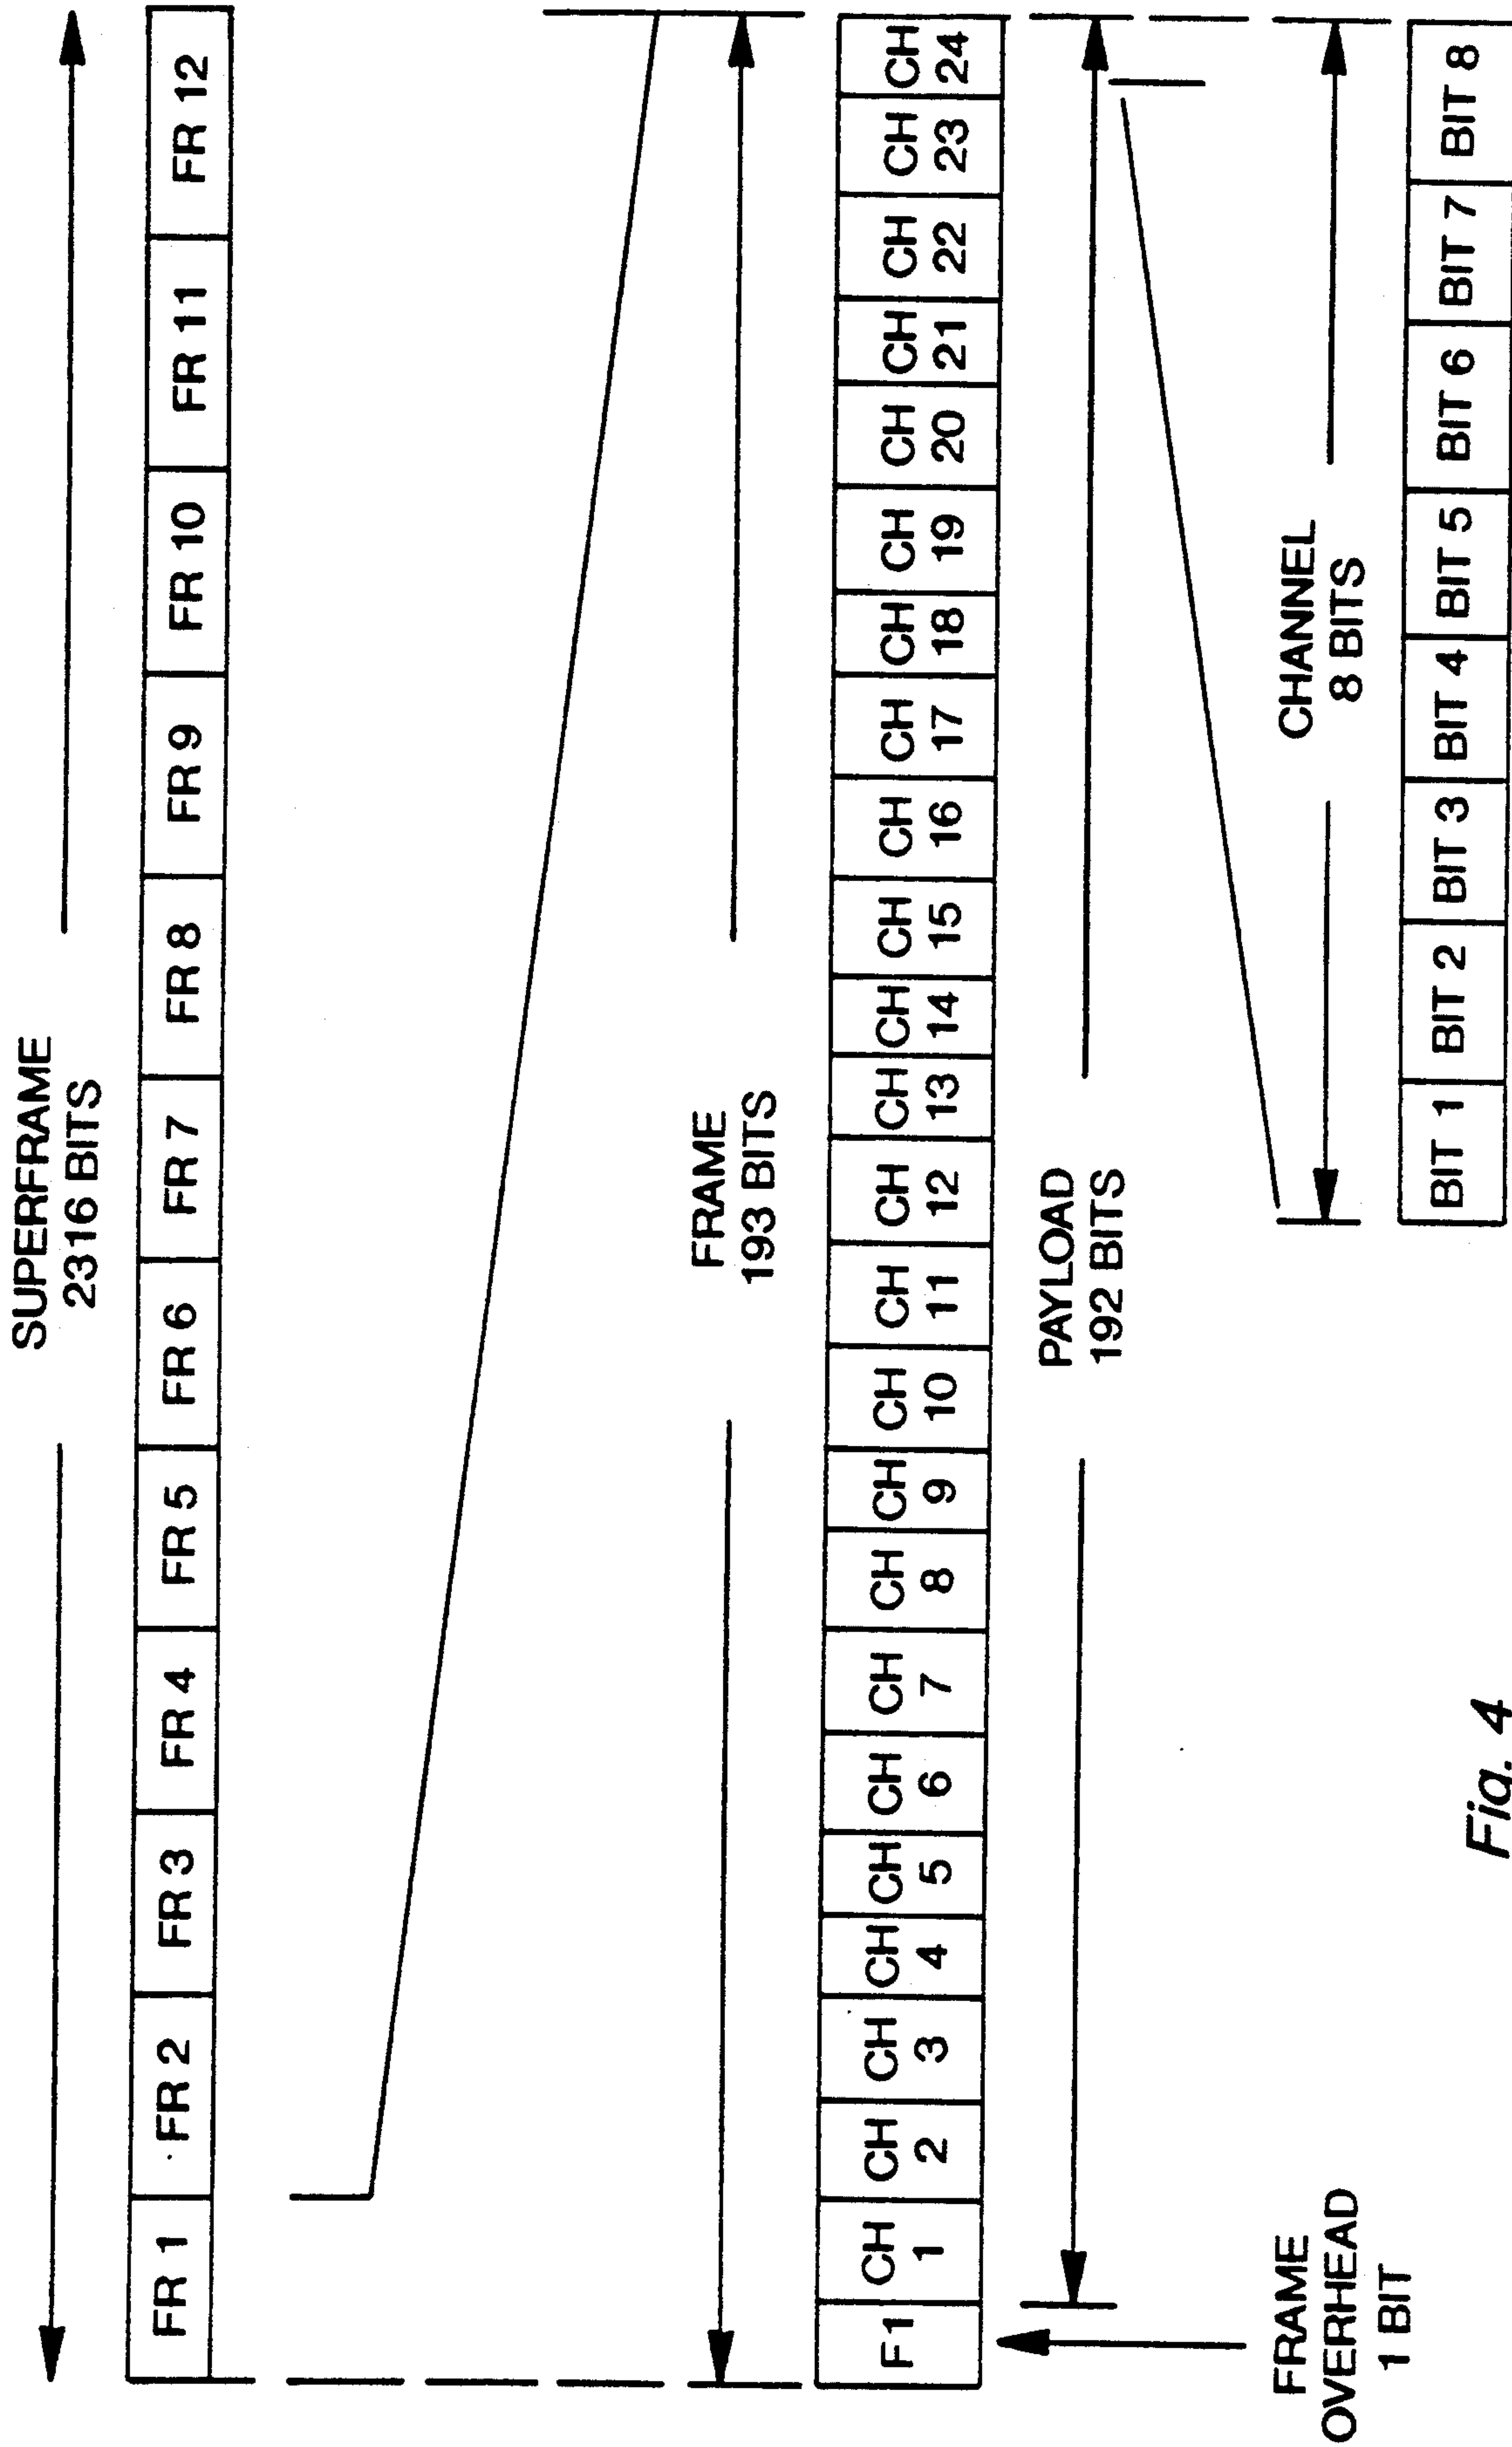 SUPERFRAME
2316 BITS
FR 1 FR 2 FR 3 FR 4 FR 5 FR 6 FR 7 FR 8 FR 9 FR 10 FR 11 FR 12
FRAME
193 BITS
F1 CH 1 CH 2 CH 3 CH 4 CH 5 CH 6 CH 7 CH 8 CH 9 CH 10 CH 11 CH 12 CH 13 CH 14 CH 15 CH 16 CH 17 CH 18 CH 19 CH 20 CH 21 CH 22 CH 23 CH 24
PAYLOAD
192 BITS
FRAME
OVERHEAD
1 BIT
CHANNEL
8 BITS
BIT 1 BIT 2 BIT 3 BIT 4 BIT 5 BIT 6 BIT 7 BIT 8
Fig. 4